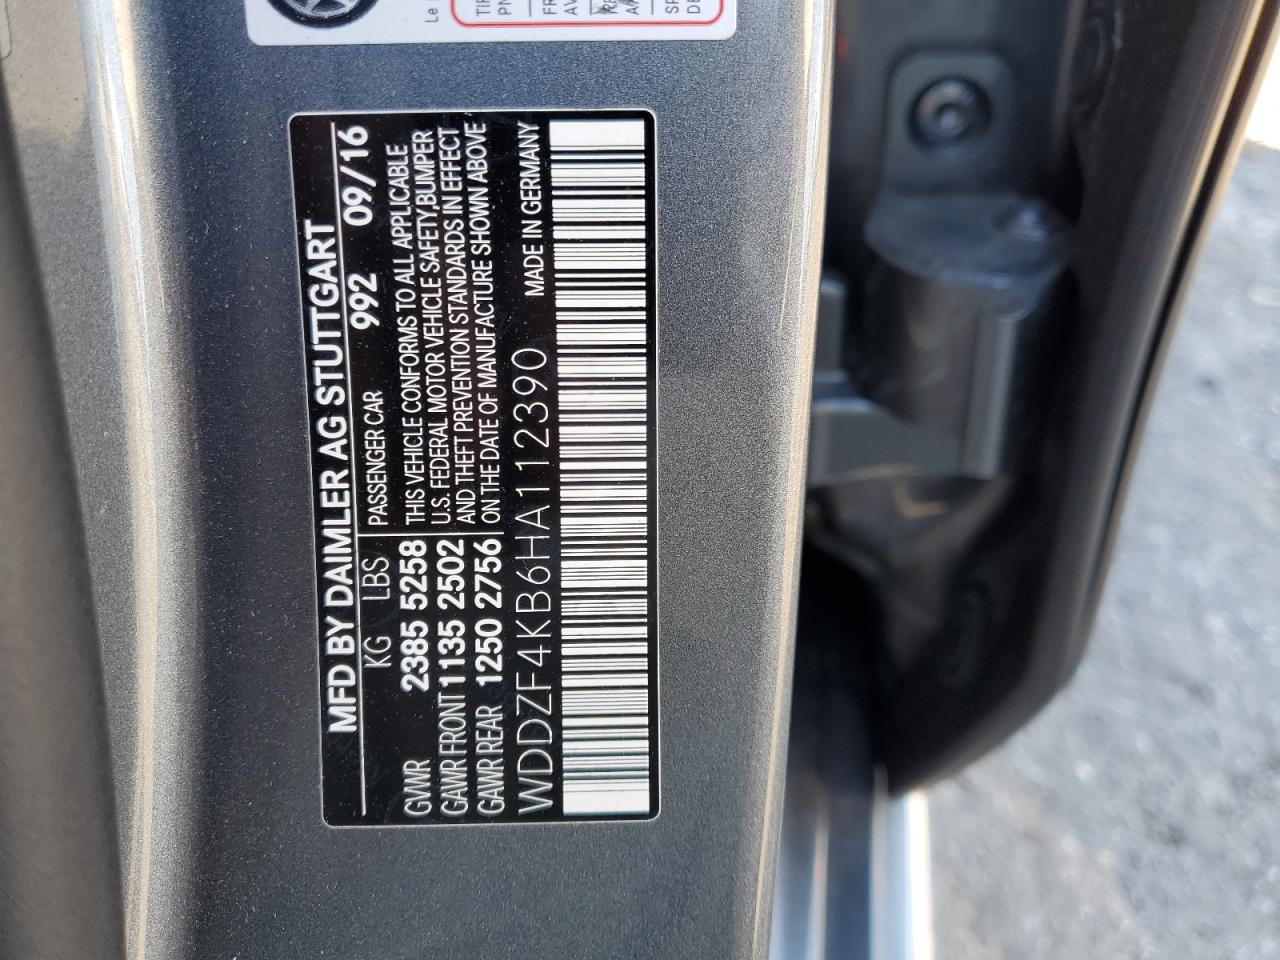 MFD BY DAIMLER AG STUTTGART
KG LBS PASSENGER CAR 992 09/16
GVWR 2385 5258 THIS VEHICLE CONFORMS TO ALL APPLICABLE
GAWR FRONT 1135 2502 U.S. FEDERAL MOTOR VEHICLE SAFETY,BUMPER
GAWR REAR 1250 2756 AND THEFT PREVENTION STANDARDS IN EFFECT
ON THE DATE OF MANUFACTURE SHOWN ABOVE
WDDZF4KB6HA112390 MADE IN GERMANY
Le